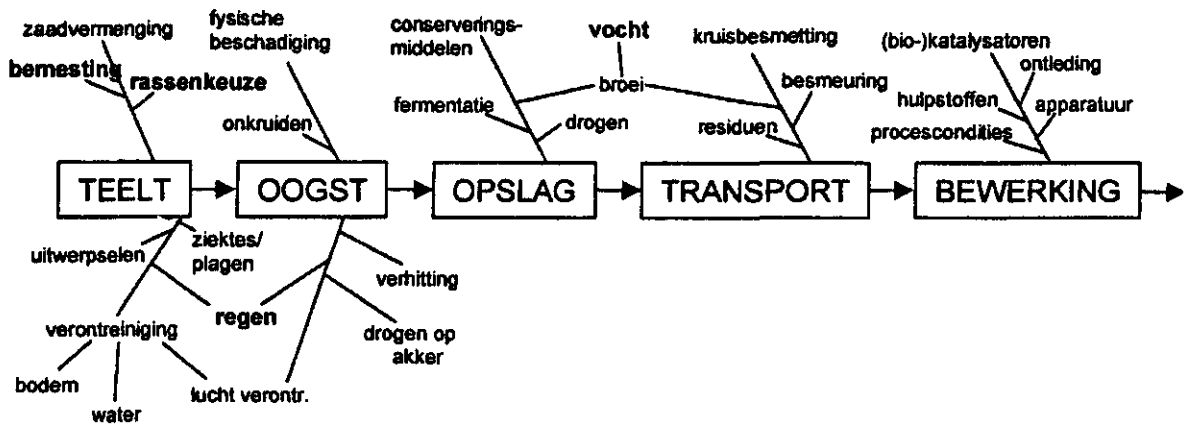 zaadvermenging
bemesting
rassenkeuze
fysische
beschadiging
onkruiden
conserverings-
middelen
fermentatie
drogen
vocht
broei
kruisbesmetting
besmeuring
residuen
(bio-)katalysatoren
ontleding
hulpstoffen
apparatuur
procescondities
TEELT
OOGST
OPSLAG
TRANSPORT
BEWERKING
uitwerpselen
ziektes/
plagen
regen
verhitting
drogen op
akker
verontreiniging
bodem
water
lucht verontr.